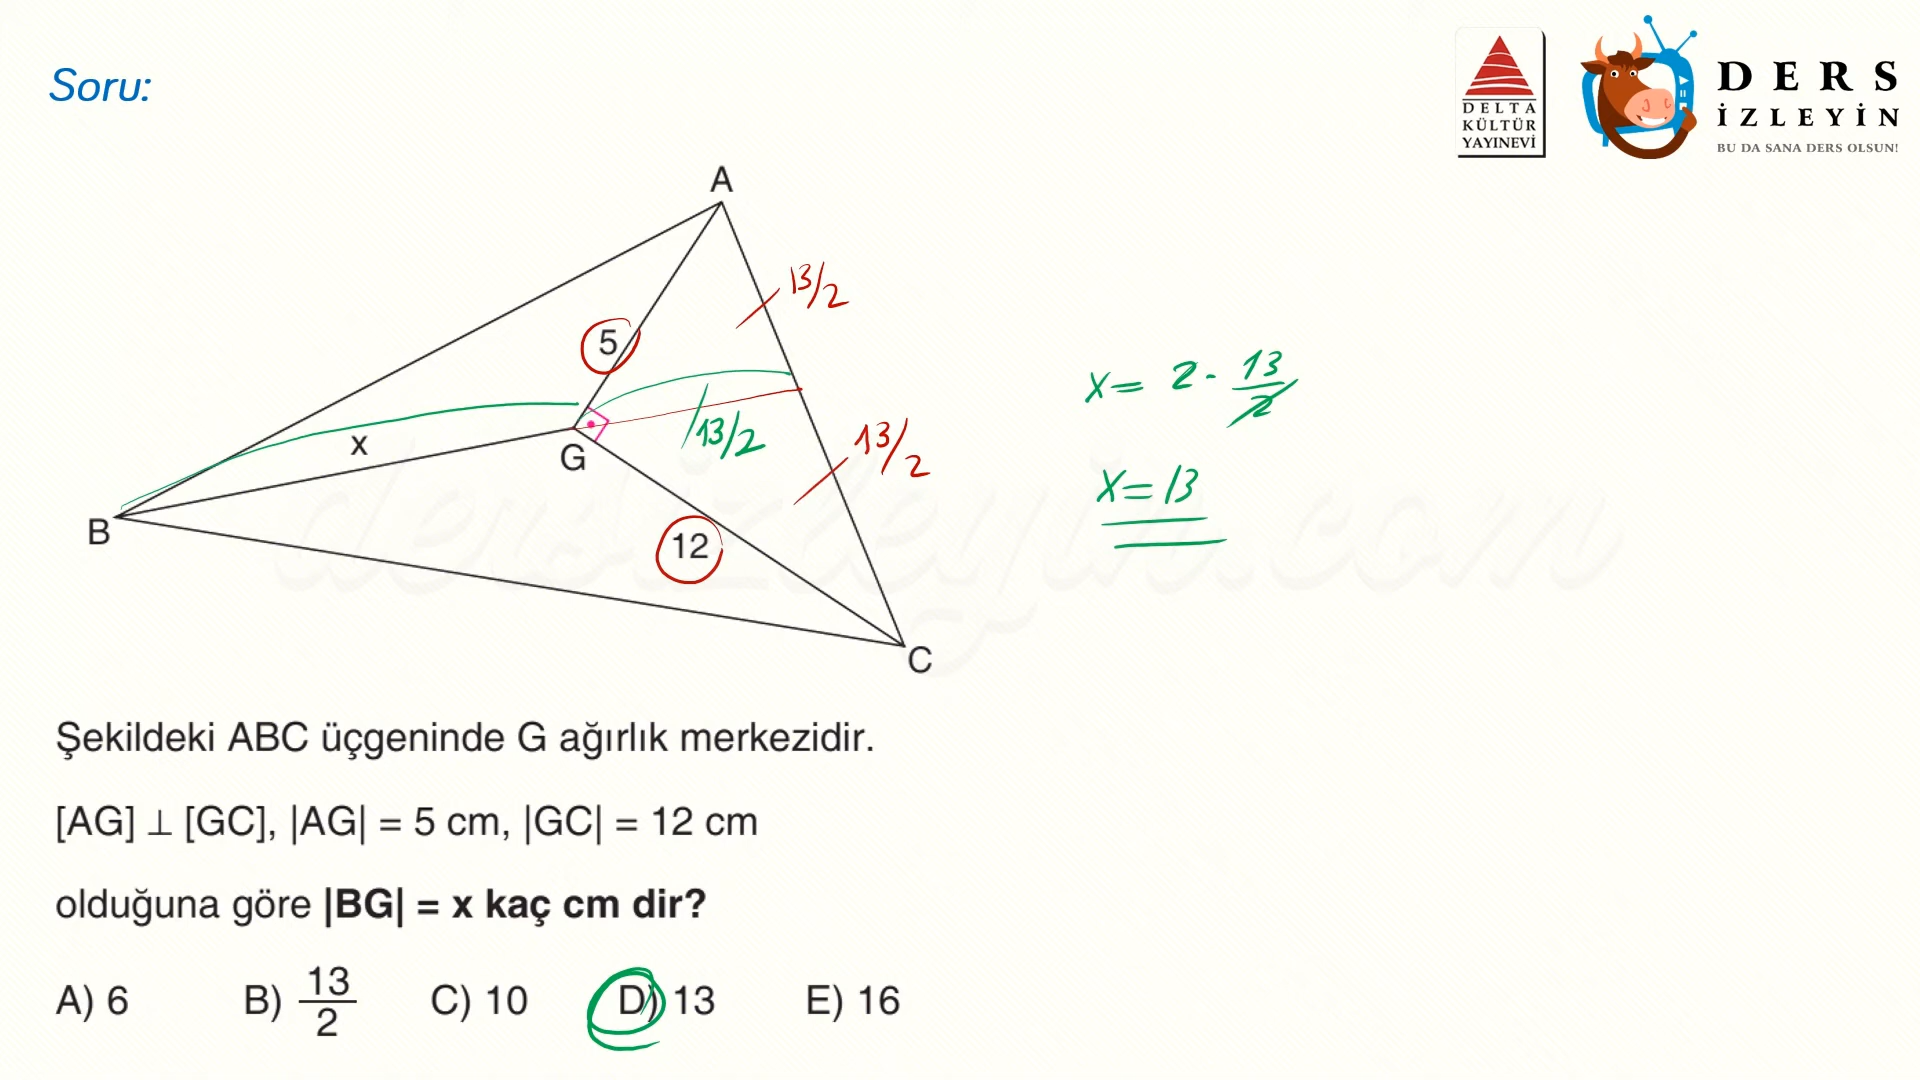 Soru:
DELTA
KÜLTÜR
YAYINEVİ
DERS
İZLEYİN
BU DA SANA DERS OLSUN!
A
13/2
5
x = 2 · 13/2
x
G
13/2
13/2
x = 13
B
12
dersizleyin.com
C
Şekildeki ABC üçgeninde G ağırlık merkezidir.
[AG] ⊥ [GC], |AG| = 5 cm, |GC| = 12 cm
olduğuna göre |BG| = x kaç cm dir?
A) 6 B) 13/2 C) 10 D) 13 E) 16